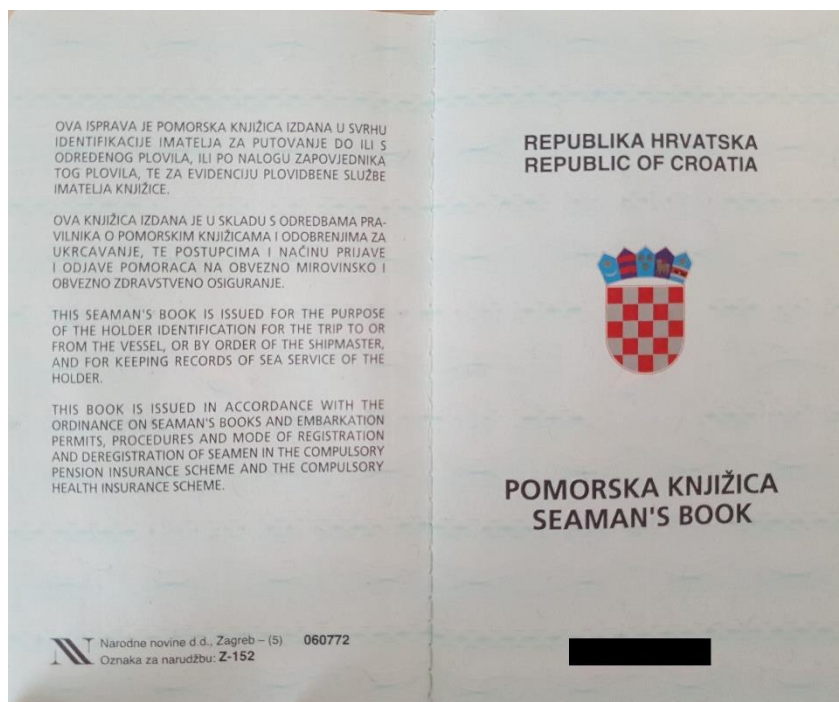 OVA ISPRAVA JE POMORSKA KNJIŽICA IZDANA U SVRHU
IDENTIFIKACIJE IMATELJA ZA PUTOVANJE DO ILI S
ODREĐENOG PLOVILA, ILI PO NALOGU ZAPOVJEDNIKA
TOG PLOVILA, TE ZA EVIDENCIJU PLOVIDBENE SLUŽBE
IMATELJA KNJIŽICE.
OVA KNJIŽICA IZDANA JE U SKLADU S ODREDBAMA PRA-
VILNIKA O POMORSKIM KNJIŽICAMA I ODOBRENJIMA ZA
UKRCAVANJE, TE POSTUPCIMA I NAČINU PRIJAVE
I ODJAVE POMORACA NA OBVEZNO MIROVINSKO I
OBVEZNO ZDRAVSTVENO OSIGURANJE.
THIS SEAMAN'S BOOK IS ISSUED FOR THE PURPOSE
OF THE HOLDER IDENTIFICATION FOR THE TRIP TO OR
FROM THE VESSEL, OR BY ORDER OF THE SHIPMASTER,
AND FOR KEEPING RECORDS OF SEA SERVICE OF THE
HOLDER.
THIS BOOK IS ISSUED IN ACCORDANCE WITH THE
ORDINANCE ON SEAMAN'S BOOKS AND EMBARKATION
PERMITS, PROCEDURES AND MODE OF REGISTRATION
AND DEREGISTRATION OF SEAMEN IN THE COMPULSORY
PENSION INSURANCE SCHEME AND THE COMPULSORY
HEALTH INSURANCE SCHEME.
Narodne novine d.d., Zagreb – (5) 060772
Oznaka za narudžbu: Z-152
REPUBLIKA HRVATSKA
REPUBLIC OF CROATIA
POMORSKA KNJIŽICA
SEAMAN'S BOOK